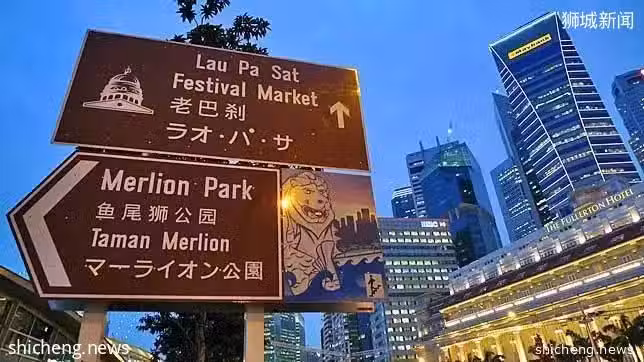 狮城新闻
Lau Pa Sat
Festival Market
老巴刹
ラオ・パ・サ
Merlion Park
鱼尾狮公园
Taman Merlion
マーライオン公園
Maybank
THE FULLERTON HOTEL
shicheng.news
shicheng.news